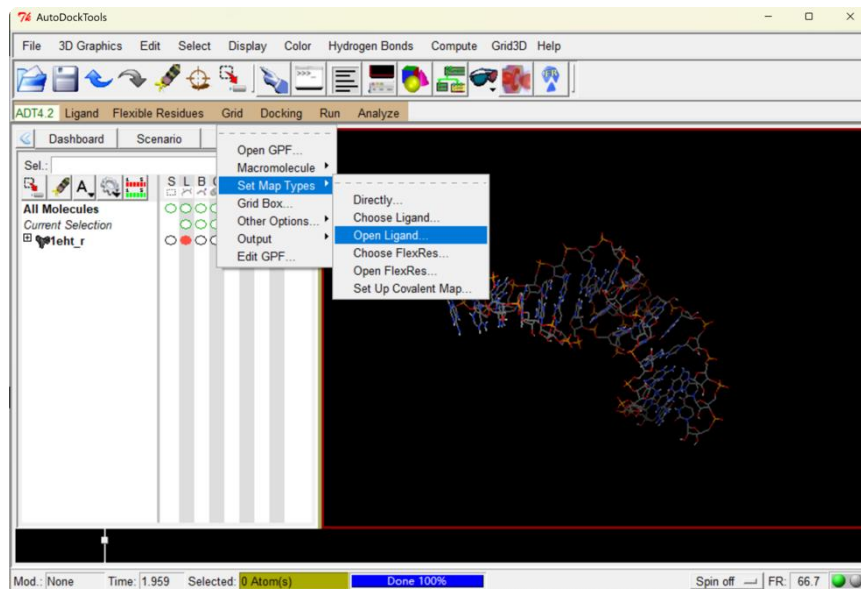 AutoDockTools
File 3D Graphics Edit Select Display Color Hydrogen Bonds Compute Grid3D Help
ADT4.2 Ligand Flexible Residues Grid Docking Run Analyze
Dashboard Scenario
Sel.:
A
S L B
All Molecules
Current Selection
1eht_r
Open GPF...
Macromolecule
Set Map Types
Grid Box...
Other Options...
Output
Edit GPF...
Directly...
Choose Ligand...
Open Ligand...
Choose FlexRes...
Open FlexRes...
Set Up Covalent Map...
Mod.: None Time: 1.959 Selected: 0 Atom(s) Done 100% Spin off FR: 66.7